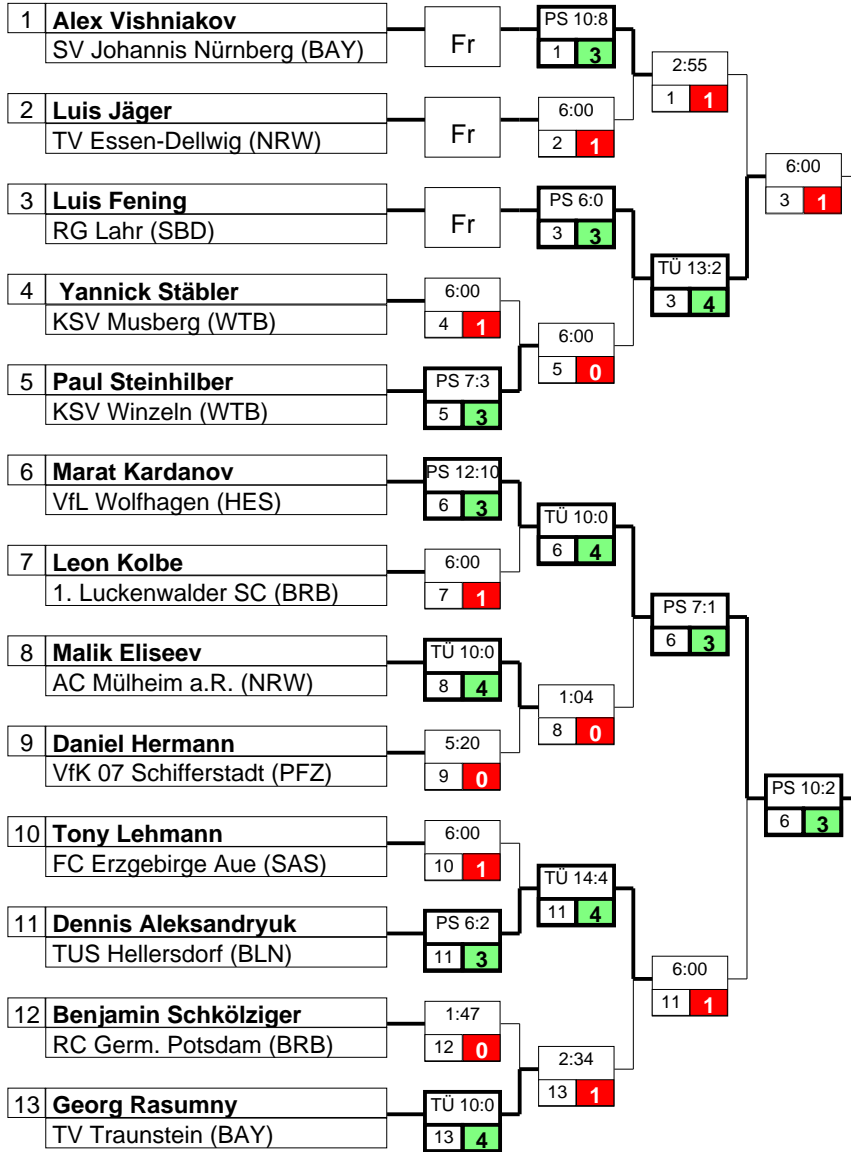 1 Alex Vishniakov
SV Johannis Nürnberg (BAY)
Fr
PS 10:8
1 3
2:55
1 1
2 Luis Jäger
TV Essen-Dellwig (NRW)
Fr
6:00
2 1
6:00
3 1
3 Luis Fening
RG Lahr (SBD)
Fr
PS 6:0
3 3
TÜ 13:2
3 4
4 Yannick Stäbler
KSV Musberg (WTB)
6:00
4 1
6:00
5 0
5 Paul Steinhilber
KSV Winzeln (WTB)
PS 7:3
5 3
6 Marat Kardanov
VfL Wolfhagen (HES)
PS 12:10
6 3
TÜ 10:0
6 4
7 Leon Kolbe
1. Luckenwalder SC (BRB)
6:00
7 1
PS 7:1
6 3
8 Malik Eliseev
AC Mülheim a.R. (NRW)
TÜ 10:0
8 4
1:04
8 0
9 Daniel Hermann
VfK 07 Schifferstadt (PFZ)
5:20
9 0
PS 10:2
6 3
10 Tony Lehmann
FC Erzgebirge Aue (SAS)
6:00
10 1
TÜ 14:4
11 4
11 Dennis Aleksandryuk
TUS Hellersdorf (BLN)
PS 6:2
11 3
6:00
11 1
12 Benjamin Schkölziger
RC Germ. Potsdam (BRB)
1:47
12 0
2:34
13 1
13 Georg Rasumny
TV Traunstein (BAY)
TÜ 10:0
13 4